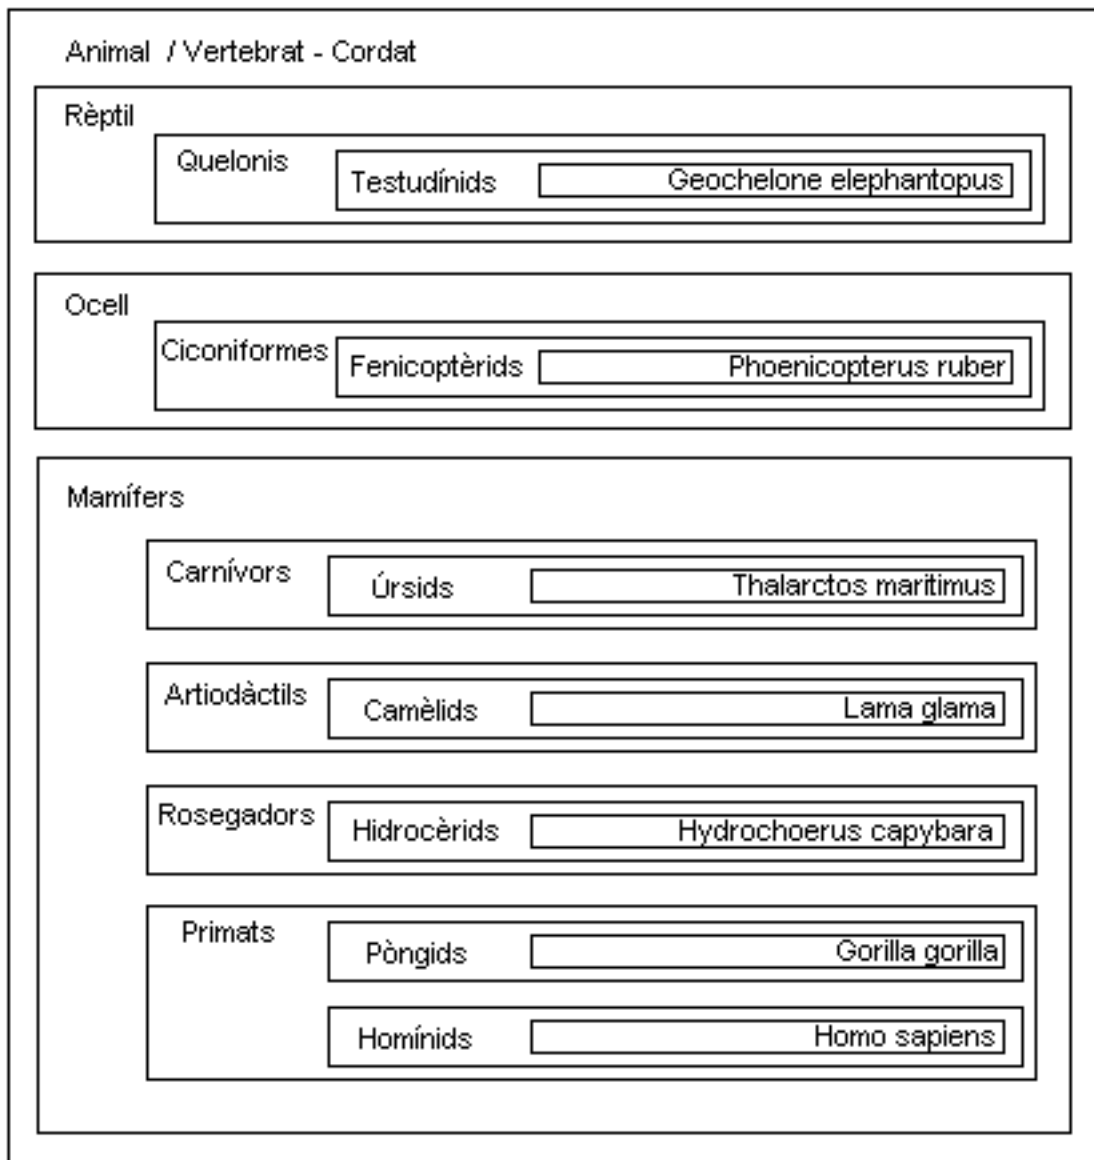 Animal / Vertebrat - Cordat
Rèptil
Quelonis
Testudínids
Geochelone elephantopus
Ocell
Ciconiformes
Fenicoptèrids
Phoenicopterus ruber
Mamífers
Carnívors
Úrsids
Thalarctos maritimus
Artiodàctils
Camèlids
Lama glama
Rosegadors
Hidrocèrids
Hydrochoerus capybara
Primats
Pòngids
Gorilla gorilla
Homínids
Homo sapiens